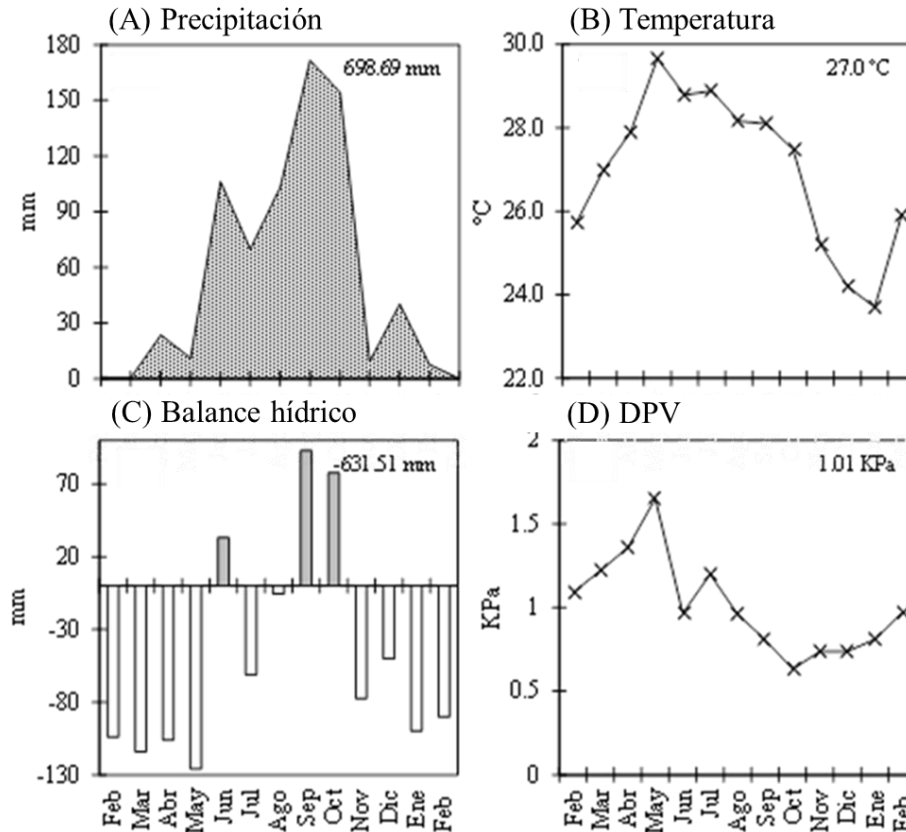 (A) Precipitación
180
150
120
90
60
30
0
mm
698.69 mm
(B) Temperatura
30.0
28.0
26.0
24.0
22.0
°C
27.0 °C
(C) Balance hídrico
70
20
-30
-80
-130
mm
-631.51 mm
Feb
Mar
Abr
May
Jun
Jul
Ago
Sep
Oct
Nov
Dic
Ene
Feb
(D) DPV
2
1.5
1
0.5
0
KPa
1.01 KPa
Feb
Mar
Abr
May
Jun
Jul
Ago
Sep
Oct
Nov
Dic
Ene
Feb